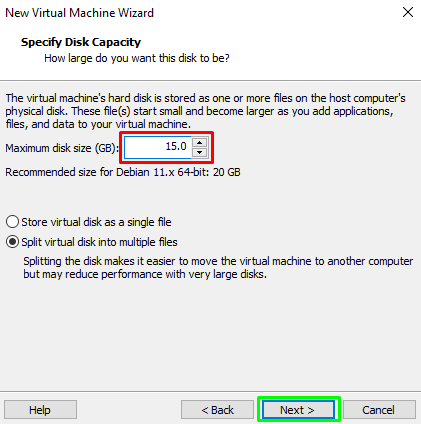 New Virtual Machine Wizard
Specify Disk Capacity
How large do you want this disk to be?
The virtual machine's hard disk is stored as one or more files on the host computer's
physical disk. These file(s) start small and become larger as you add applications,
files, and data to your virtual machine.
Maximum disk size (GB): 15.0
Recommended size for Debian 11.x 64-bit: 20 GB
Store virtual disk as a single file
Split virtual disk into multiple files
Splitting the disk makes it easier to move the virtual machine to another computer
but may reduce performance with very large disks.
Help < Back Next > Cancel